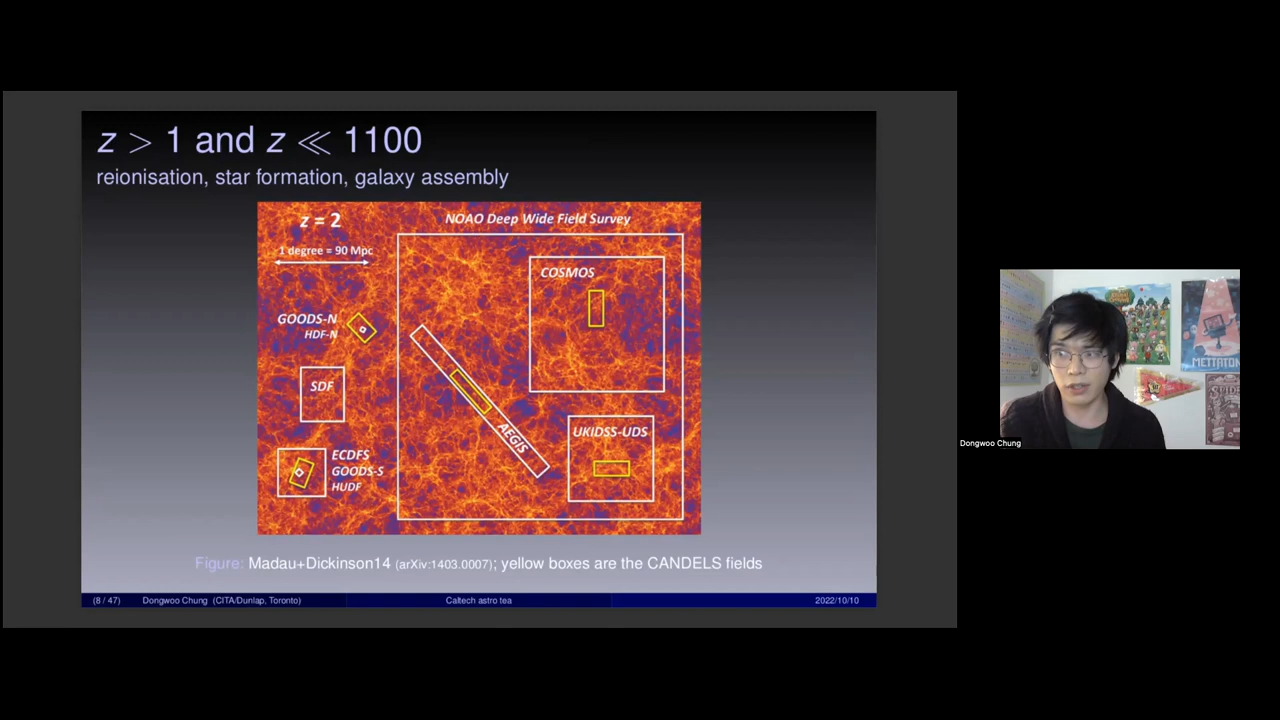 z > 1 and z ≪ 1100
reionisation, star formation, galaxy assembly
z = 2
NOAO Deep Wide Field Survey
1 degree = 90 Mpc
COSMOS
GOODS-N
HDF-N
SDF
AEGIS
UKIDSS-UDS
ECDFS
GOODS-S
HUDF
Figure: Madau+Dickinson14 (arXiv:1403.0007); yellow boxes are the CANDELS fields
(8 / 47) Dongwoo Chung (CITA/Dunlap, Toronto) Caltech astro tea 2022/10/10
METTATON
Dongwoo Chung